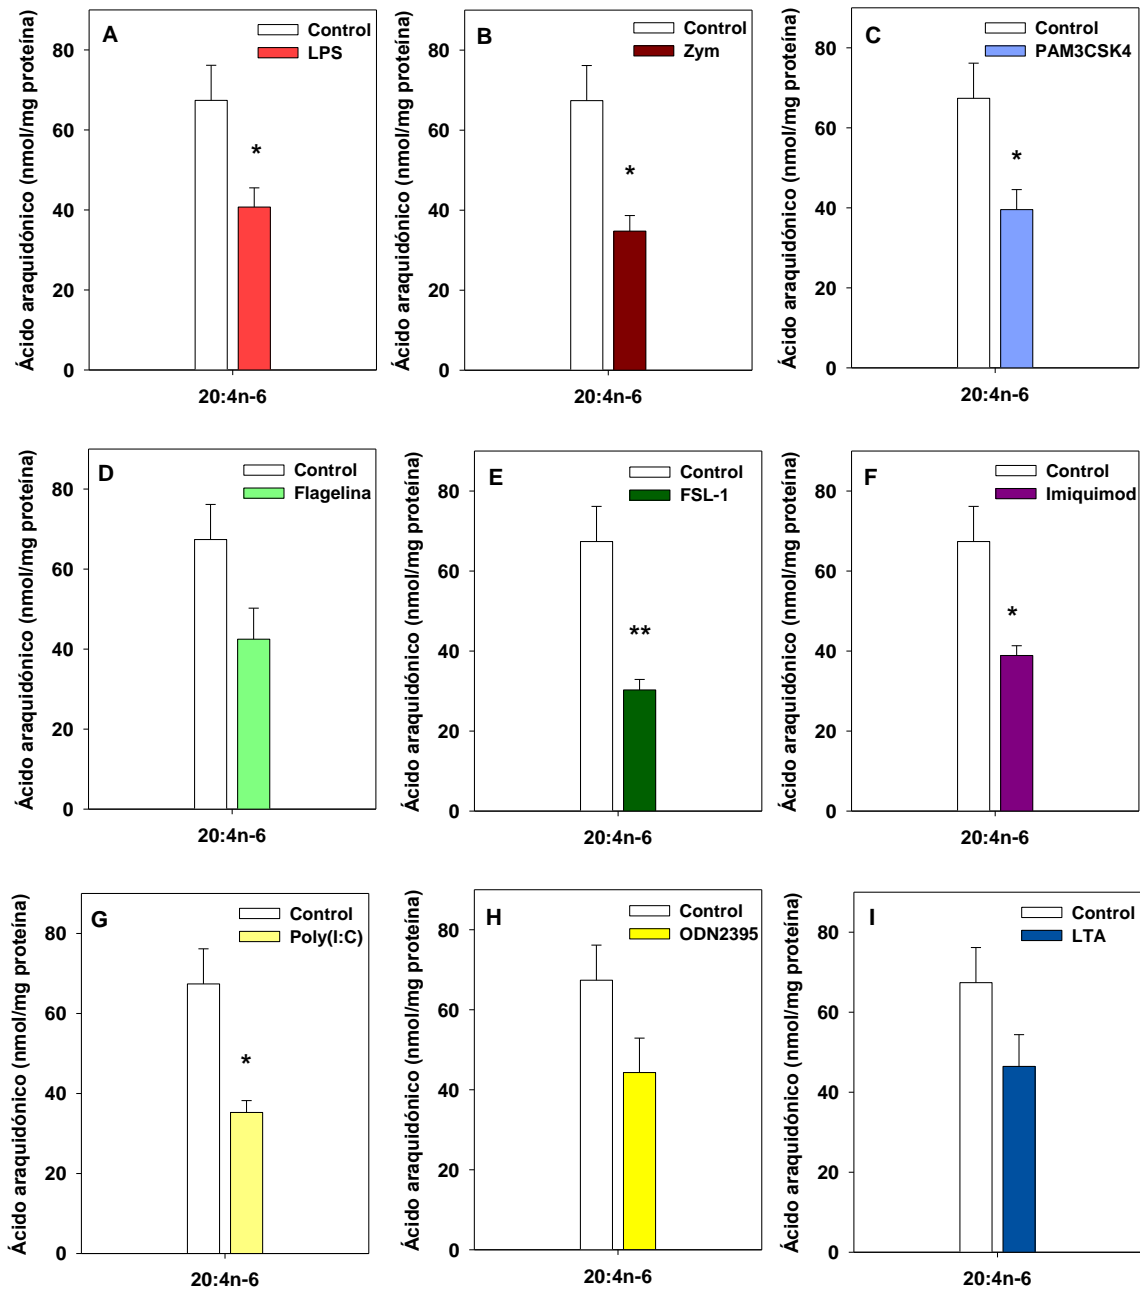 A
Control
LPS
Ácido araquidónico (nmol/mg proteína)
80
60
40
20
0
*
20:4n-6
B
Control
Zym
Ácido araquidónico (nmol/mg proteína)
80
60
40
20
0
*
20:4n-6
C
Control
PAM3CSK4
Ácido araquidónico (nmol/mg proteína)
80
60
40
20
0
*
20:4n-6
D
Control
Flagelina
Ácido araquidónico (nmol/mg proteína)
80
60
40
20
0
20:4n-6
E
Control
FSL-1
Ácido araquidónico (nmol/mg proteína)
80
60
40
20
0
**
20:4n-6
F
Control
Imiquimod
Ácido araquidónico (nmol/mg proteína)
80
60
40
20
0
*
20:4n-6
G
Control
Poly(I:C)
Ácido araquidónico (nmol/mg proteína)
80
60
40
20
0
*
20:4n-6
H
Control
ODN2395
Ácido araquidónico (nmol/mg proteína)
80
60
40
20
0
20:4n-6
I
Control
LTA
Ácido araquidónico (nmol/mg proteína)
80
60
40
20
0
20:4n-6